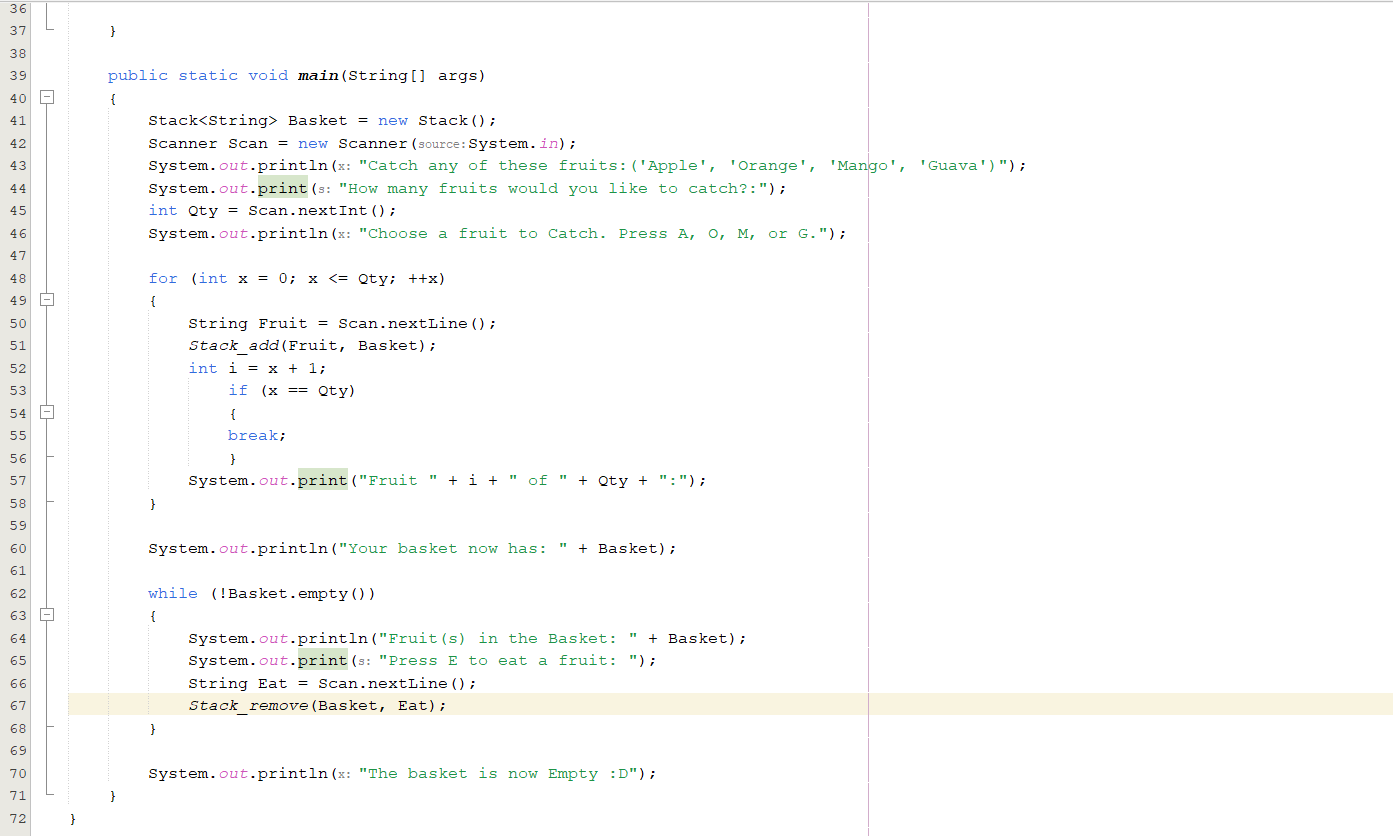 36
37 }
38
39 public static void main(String[] args)
40 {
41 Stack<String> Basket = new Stack();
42 Scanner Scan = new Scanner(source:System.in);
43 System.out.println(x: "Catch any of these fruits:('Apple', 'Orange', 'Mango', 'Guava')");
44 System.out.print(s: "How many fruits would you like to catch?:");
45 int Qty = Scan.nextInt();
46 System.out.println(x: "Choose a fruit to Catch. Press A, O, M, or G.");
47
48 for (int x = 0; x <= Qty; ++x)
49 {
50 String Fruit = Scan.nextLine();
51 Stack_add(Fruit, Basket);
52 int i = x + 1;
53 if (x == Qty)
54 {
55 break;
56 }
57 System.out.print("Fruit " + i + " of " + Qty + ":");
58 }
59
60 System.out.println("Your basket now has: " + Basket);
61
62 while (!Basket.empty())
63 {
64 System.out.println("Fruit(s) in the Basket: " + Basket);
65 System.out.print(s: "Press E to eat a fruit: ");
66 String Eat = Scan.nextLine();
67 Stack_remove(Basket, Eat);
68 }
69
70 System.out.println(x: "The basket is now Empty :D");
71 }
72 }